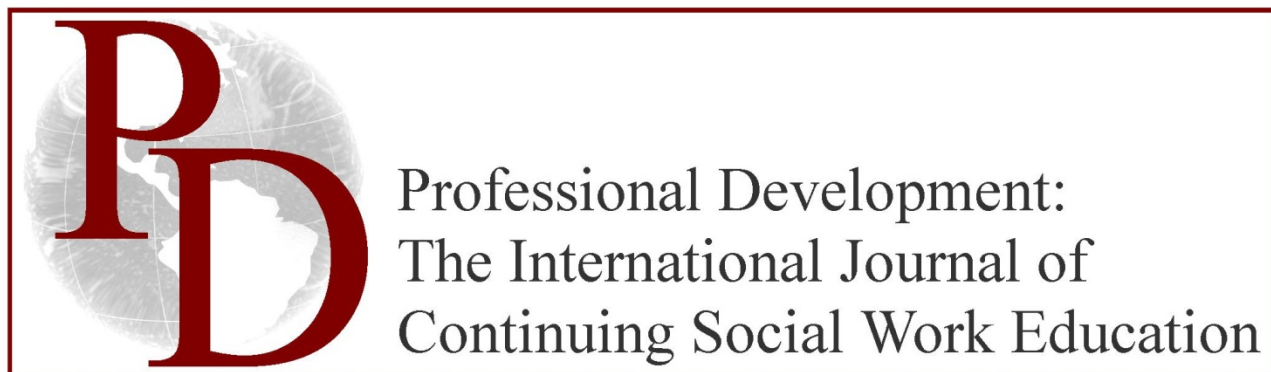 PD
Professional Development:
The International Journal of
Continuing Social Work Education